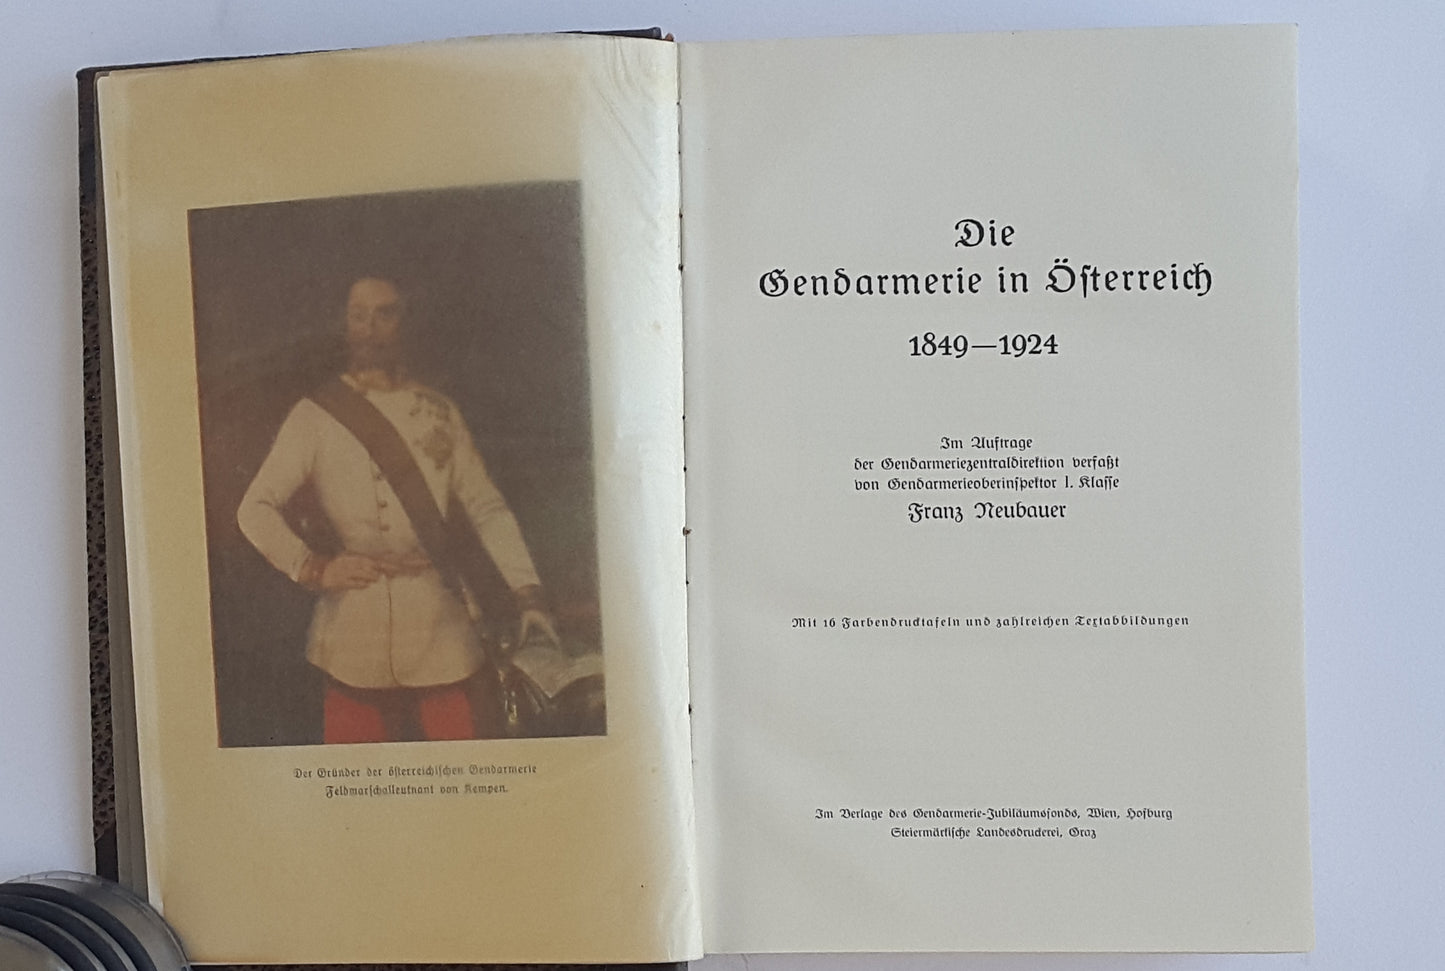 Der Gründer der öſterreichiſchen Gendarmerie
Feldmarſchalleutnant von Kempen.
Die
Gendarmerie in Öſterreich
1849—1924
Im Auftrage
der Gendarmeriezentraldirektion verfaßt
von Gendarmerieoberinſpektor I. Klaſſe
Franz Neubauer
Mit 16 Farbendrucktafeln und zahlreichen Textabbildungen
Im Verlage des Gendarmerie-Jubiläumsfonds, Wien, Hofburg
Steiermärkiſche Landesdruckerei, Graz